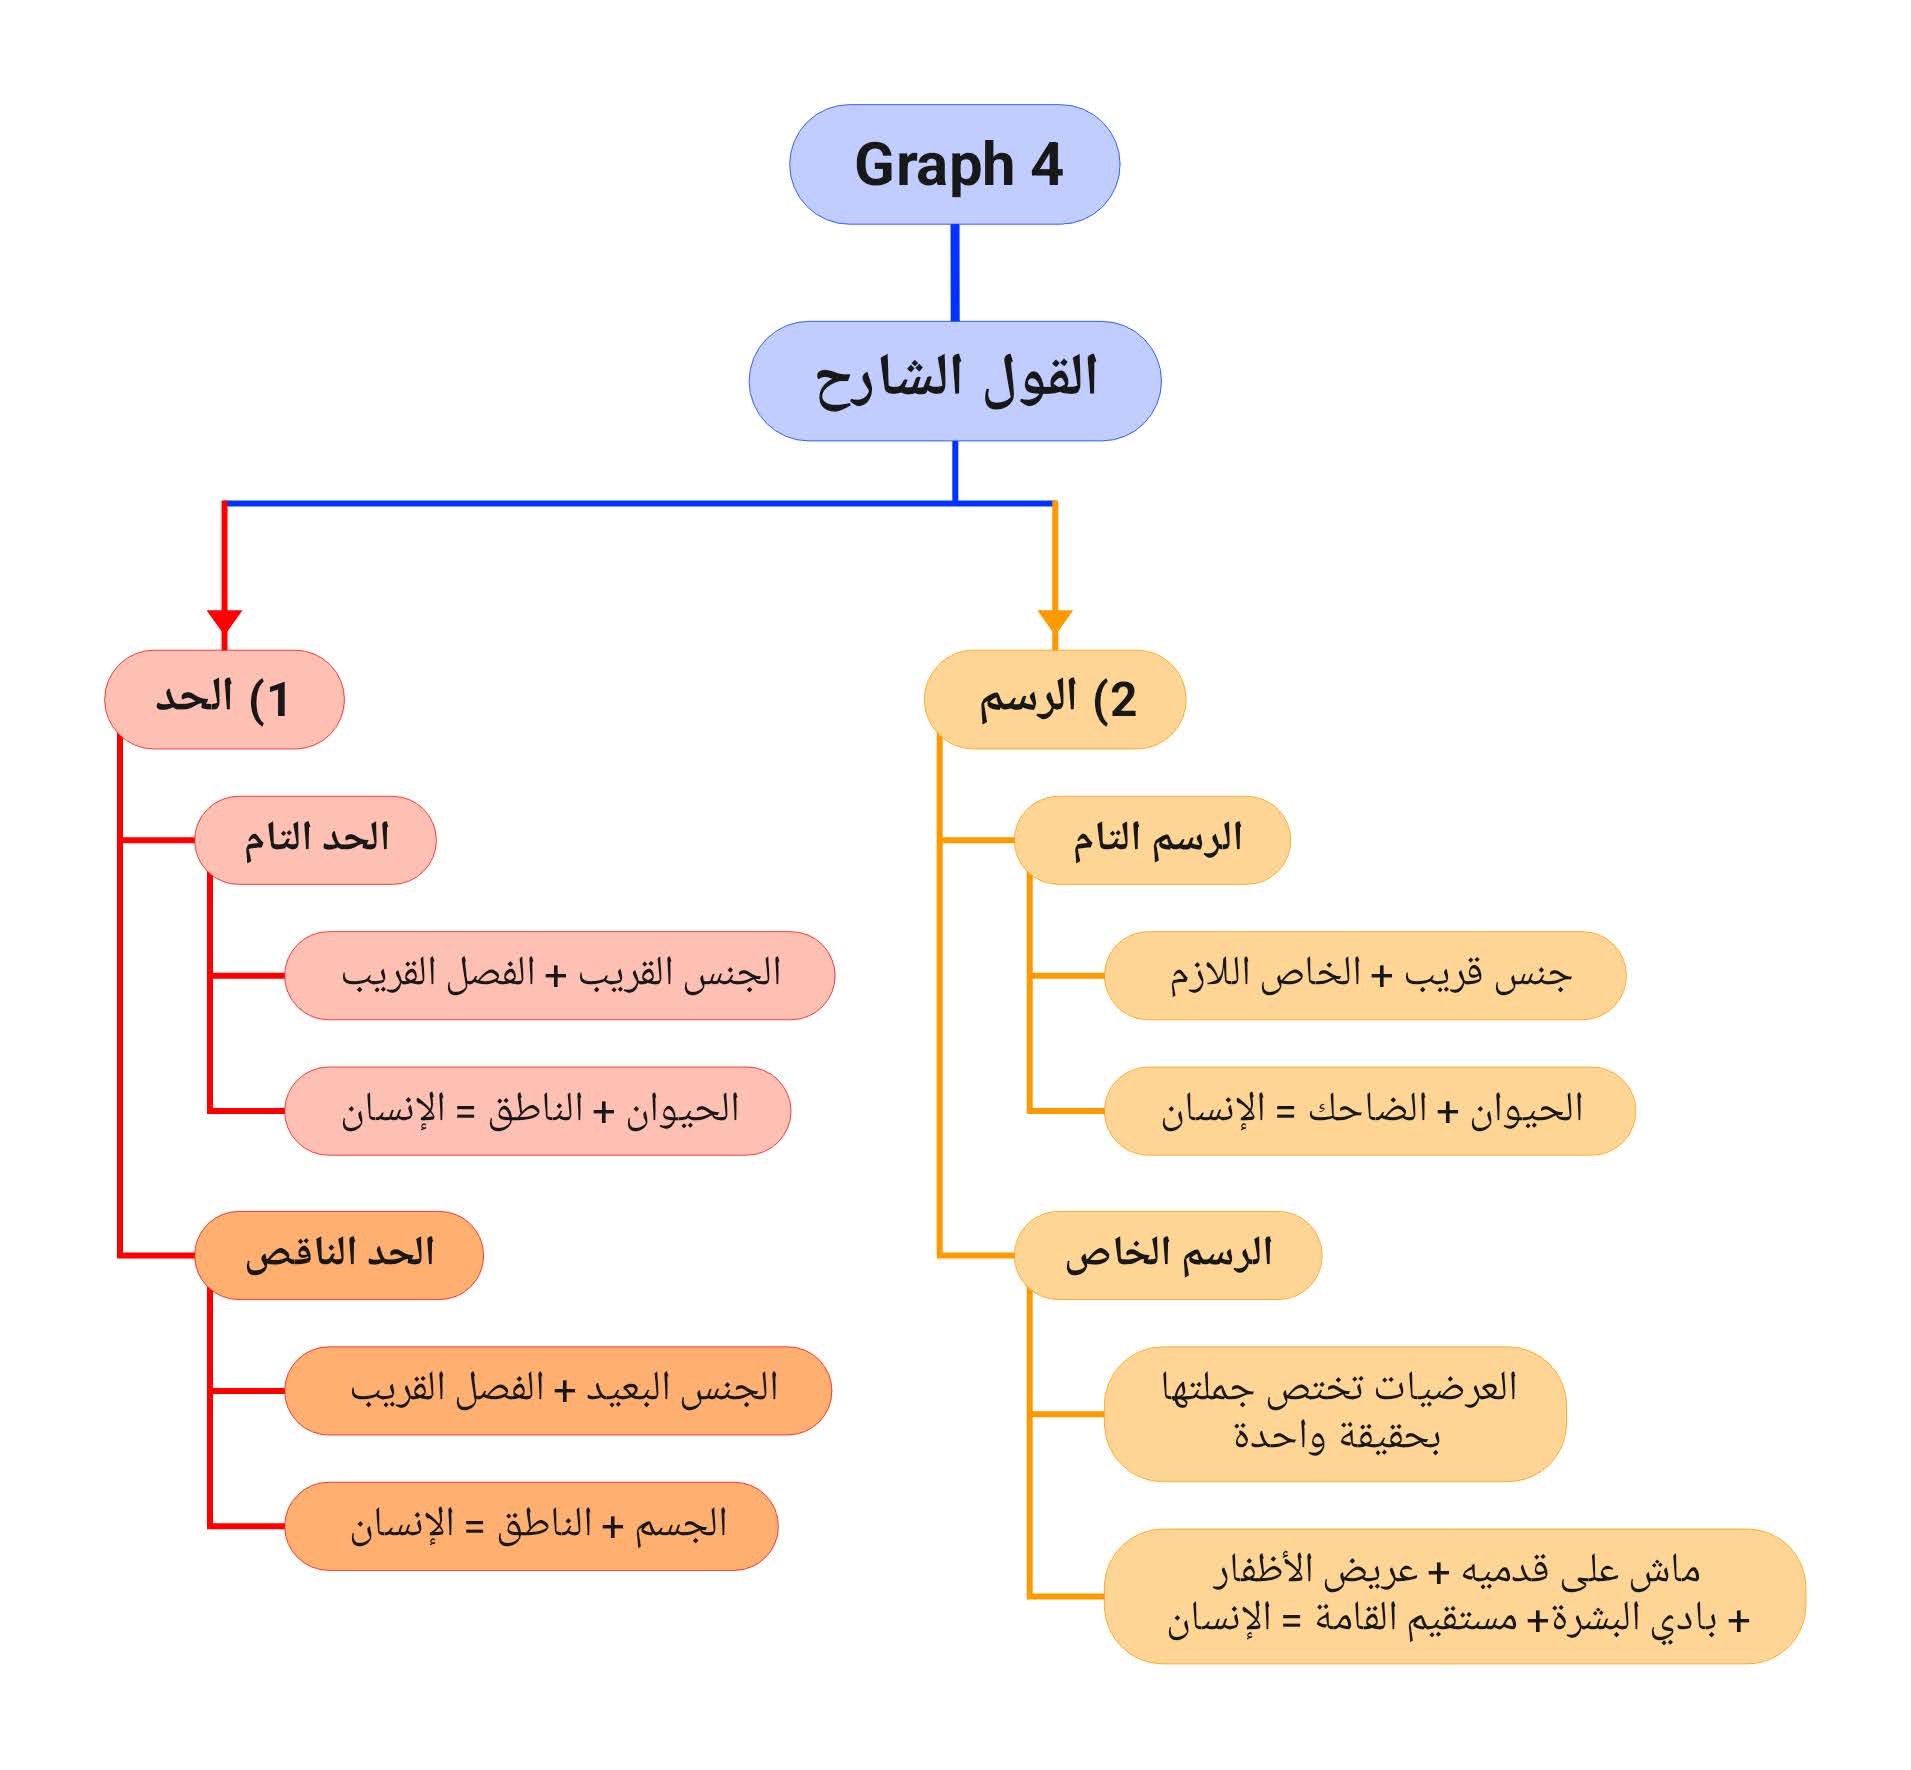 Graph 4
القول الشارح
1) الحد
الحد التام
الجنس القريب + الفصل القريب
الحيوان + الناطق = الإنسان
الحد الناقص
الجنس البعيد + الفصل القريب
الجسم + الناطق = الإنسان
2) الرسم
الرسم التام
جنس قريب + الخاص اللازم
الحيوان + الضاحك = الإنسان
الرسم الخاص
العرضيات تختص جملتها
بحقيقة واحدة
ماش على قدميه + عريض الأظفار
+ بادي البشرة+ مستقيم القامة = الإنسان